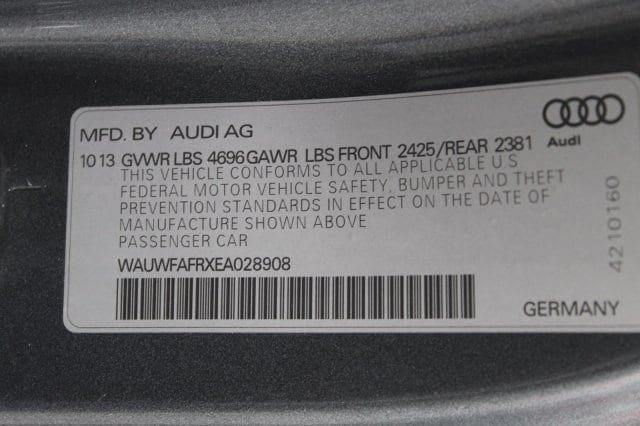 MFD. BY AUDI AG
10 13 GVWR LBS 4696 GAWR LBS FRONT 2425/REAR 2381
THIS VEHICLE CONFORMS TO ALL APPLICABLE U S
FEDERAL MOTOR VEHICLE SAFETY, BUMPER AND THEFT
PREVENTION STANDARDS IN EFFECT ON THE DATE OF
MANUFACTURE SHOWN ABOVE
PASSENGER CAR
WAUWFAFRXEA028908
Audi
4210160
GERMANY